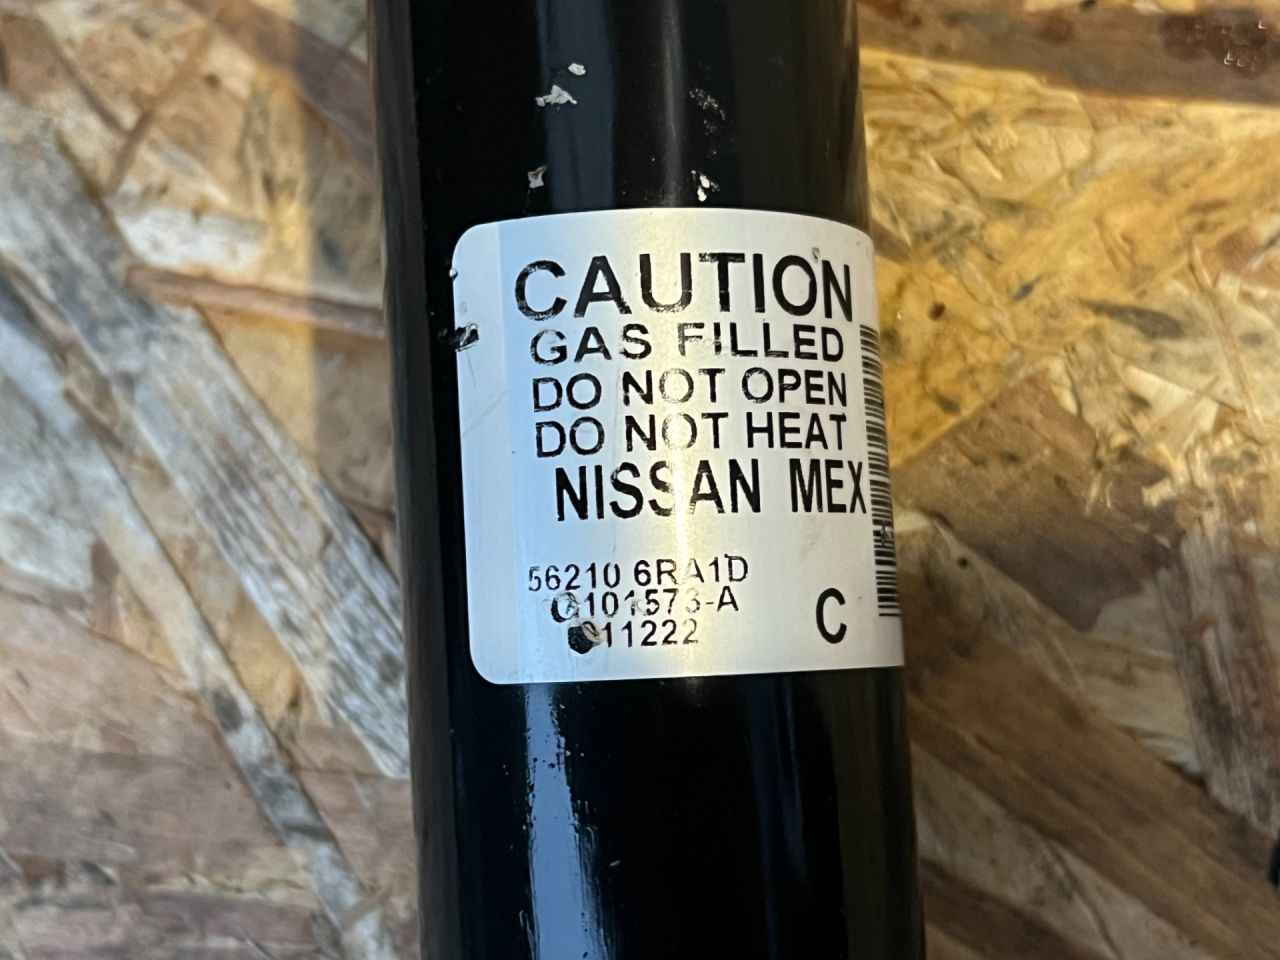 CAUTION
GAS FILLED
DO NOT OPEN
DO NOT HEAT
NISSAN MEX
56210 6RA1D
C